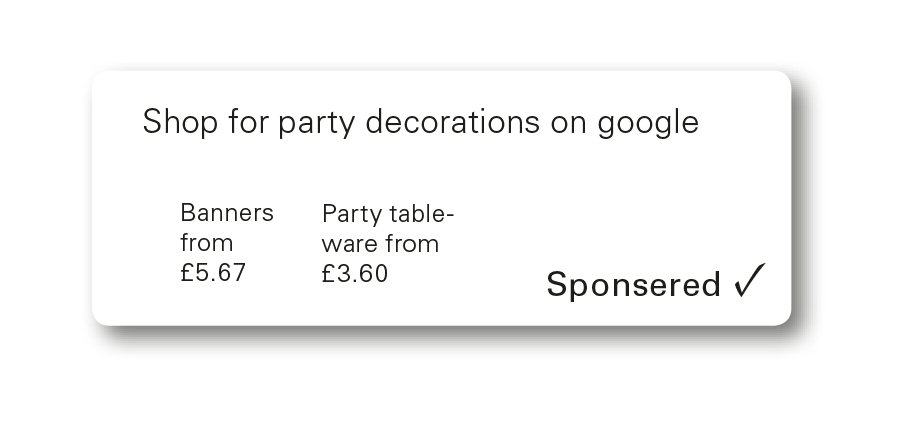 Shop for party decorations on google
Banners
from
£5.67
Party table-
ware from
£3.60
Sponsered ✓